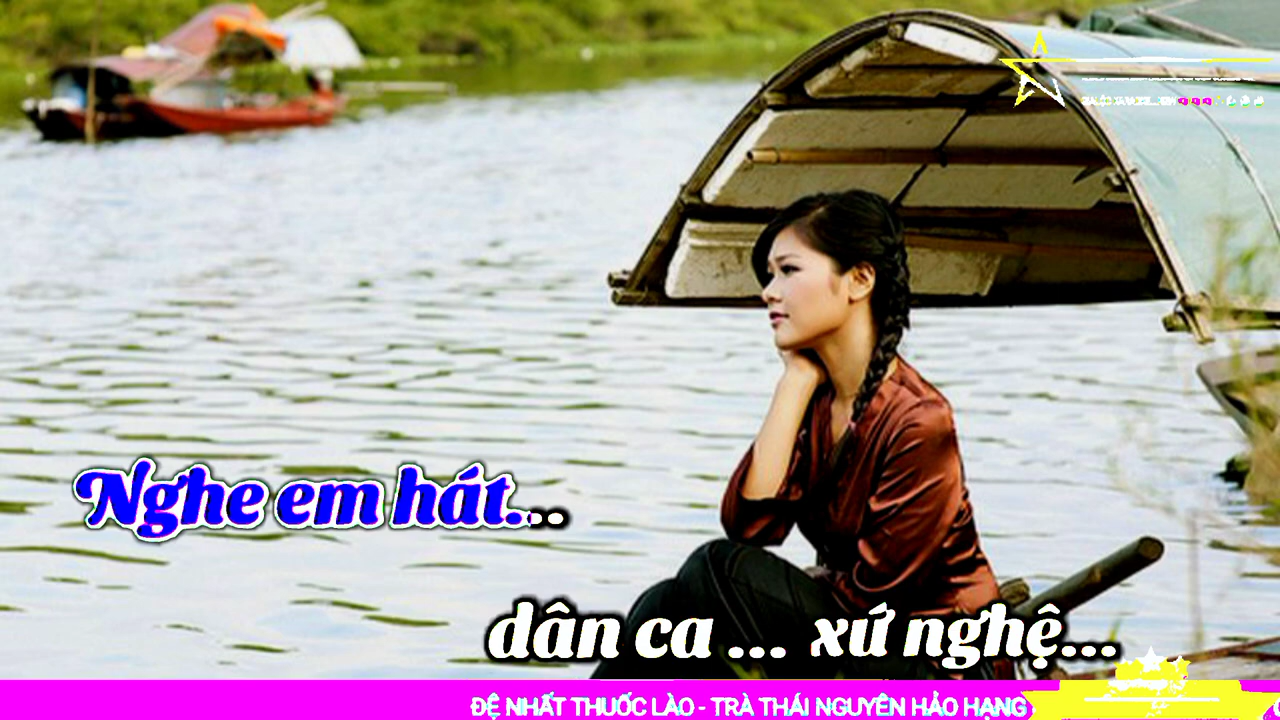 Nghe em hát...
dân ca ... xứ nghệ...
ĐỆ NHẤT THUỐC LÀO - TRÀ THÁI NGUYÊN HẢO HẠNG